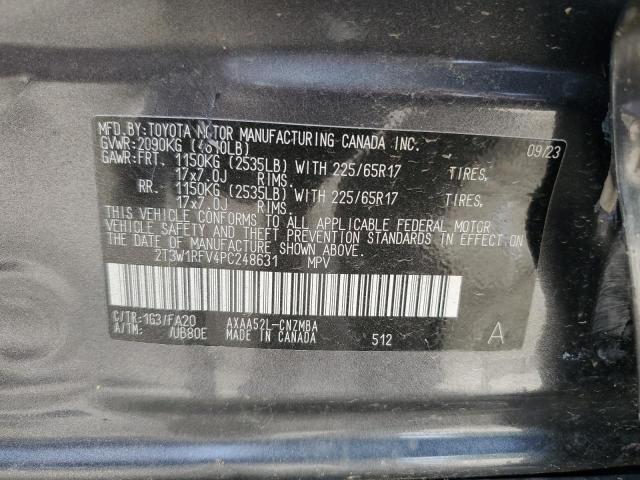 MFD.BY:TOYOTA MOTOR MANUFACTURING CANADA INC.
GVWR:2090KG (4610LB) 09/23
GAWR:FRT. 1150KG (2535LB) WITH 225/65R17 TIRES,
17x7.0J RIMS.
RR. 1150KG (2535LB) WITH 225/65R17 TIRES,
17x7.0J RIMS.
THIS VEHICLE CONFORMS TO ALL APPLICABLE FEDERAL MOTOR
VEHICLE SAFETY AND THEFT PREVENTION STANDARDS IN EFFECT
ON THE DATE OF MANUFACTURE SHOWN ABOVE.
2T3W1RFV4PC248631 MPV
C/TR:1G3/FA20 AXAA52L-CNZMBA
A/TM: /UB80E MADE IN CANADA 512 A